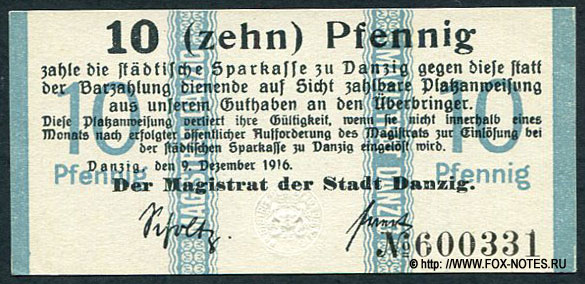 10 (zehn) Pfennig
zahle die städtische Sparkasse zu Danzig gegen diese statt
der Barzahlung dienende auf Sicht zahlbare Platzanweisung
aus unserem Guthaben an den Überbringer.
Diese Platzanweisung verliert ihre Gültigkeit, wenn sie nicht innerhalb eines
Monats nach erfolgter öffentlicher Aufforderung des Magistrats zur Einlösung bei
der städtischen Sparkasse zu Danzig eingelöst wird.
Danzig, den 9. Dezember 1916.
Der Magistrat der Stadt Danzig.
10
Pfennig
10
Pfennig
Scholtz
№600331
© http://www.FOX-NOTES.RU